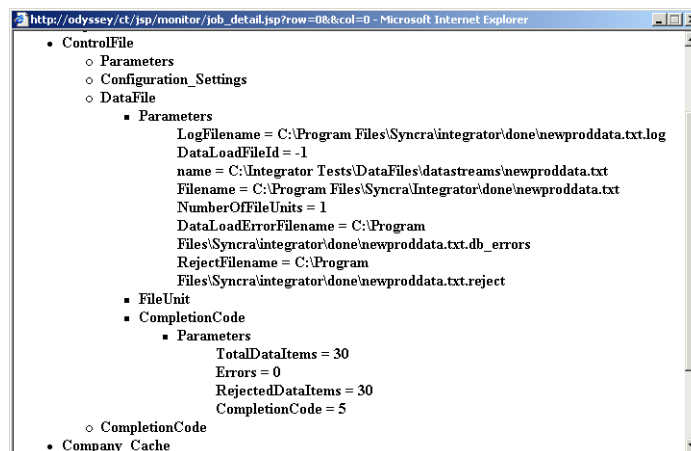 http://odyssey/ct/jsp/monitor/job_detail.jsp?row=0&&col=0 - Microsoft Internet Explorer
ControlFile
Parameters
Configuration_Settings
DataFile
Parameters
LogFilename = C:\Program Files\Syncra\integrator\done\newproddata.txt.log
DataLoadFileId = -1
name = C:\Integrator Tests\DataFiles\datastreams\newproddata.txt
Filename = C:\Program Files\Syncra\Integrator\done\newproddata.txt
NumberOfFileUnits = 1
DataLoadErrorFilename = C:\Program
Files\Syncra\integrator\done\newproddata.txt.db_errors
RejectFilename = C:\Program
Files\Syncra\integrator\done\newproddata.txt.reject
FileUnit
CompletionCode
Parameters
TotalDataItems = 30
Errors = 0
RejectedDataItems = 30
CompletionCode = 5
CompletionCode
Company_Cache